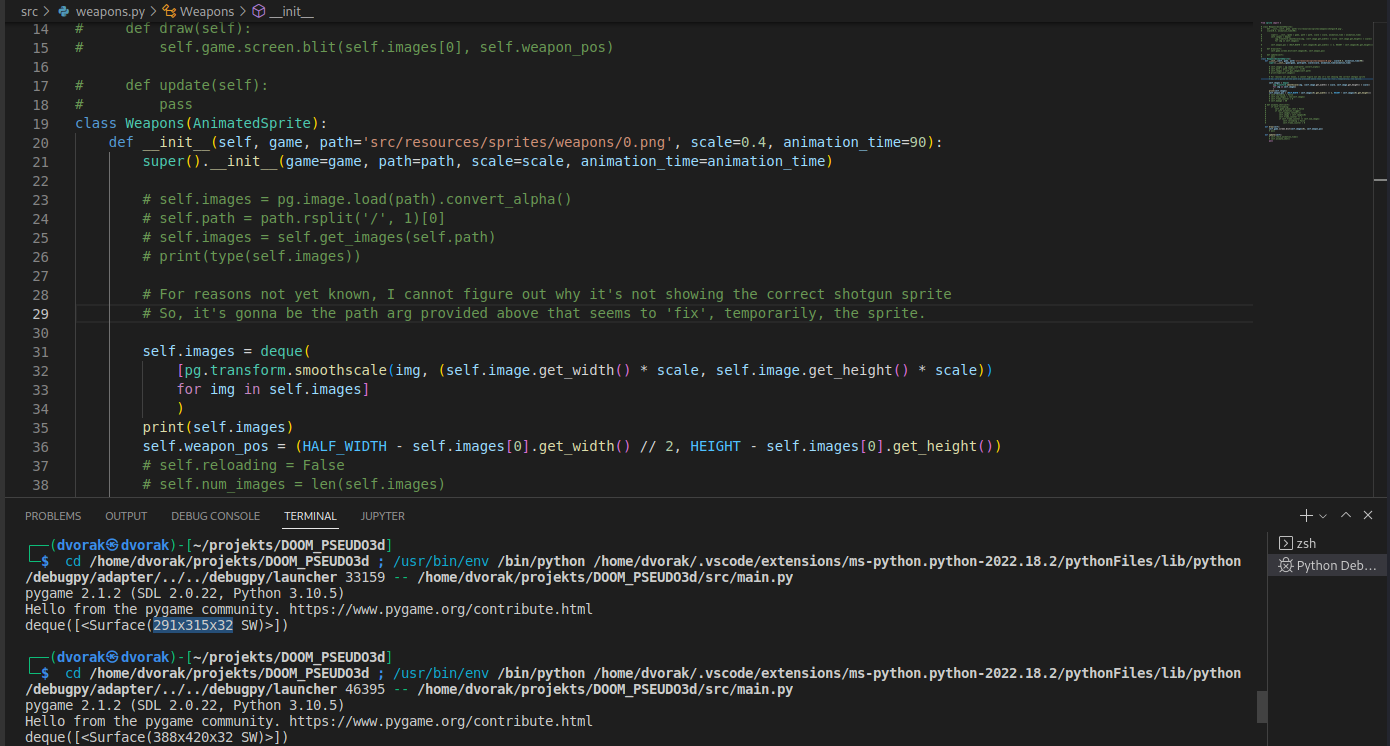 src > weapons.py > Weapons > __init__
14 #     def draw(self):
15 #         self.game.screen.blit(self.images[0], self.weapon_pos)
16
17 #     def update(self):
18 #         pass
19 class Weapons(AnimatedSprite):
20     def __init__(self, game, path='src/resources/sprites/weapons/0.png', scale=0.4, animation_time=90):
21         super().__init__(game=game, path=path, scale=scale, animation_time=animation_time)
22
23         # self.images = pg.image.load(path).convert_alpha()
24         # self.path = path.rsplit('/', 1)[0]
25         # self.images = self.get_images(self.path)
26         # print(type(self.images))
27
28         # For reasons not yet known, I cannot figure out why it's not showing the correct shotgun sprite
29         # So, it's gonna be the path arg provided above that seems to 'fix', temporarily, the sprite.
30
31         self.images = deque(
32             [pg.transform.smoothscale(img, (self.image.get_width() * scale, self.image.get_height() * scale))
33             for img in self.images]
34             )
35         print(self.images)
36         self.weapon_pos = (HALF_WIDTH - self.images[0].get_width() // 2, HEIGHT - self.images[0].get_height())
37         # self.reloading = False
38         # self.num_images = len(self.images)
PROBLEMS OUTPUT DEBUG CONSOLE TERMINAL JUPYTER
zsh
Python Deb...
┌──(dvorak㉿dvorak)-[~/projekts/DOOM_PSEUDO3d]
└─$ cd /home/dvorak/projekts/DOOM_PSEUDO3d ; /usr/bin/env /bin/python /home/dvorak/.vscode/extensions/ms-python.python-2022.18.2/pythonFiles/lib/python
/debugpy/adapter/../../debugpy/launcher 33159 -- /home/dvorak/projekts/DOOM_PSEUDO3d/src/main.py
pygame 2.1.2 (SDL 2.0.22, Python 3.10.5)
Hello from the pygame community. https://www.pygame.org/contribute.html
deque([<Surface(291x315x32 SW)>])
┌──(dvorak㉿dvorak)-[~/projekts/DOOM_PSEUDO3d]
└─$ cd /home/dvorak/projekts/DOOM_PSEUDO3d ; /usr/bin/env /bin/python /home/dvorak/.vscode/extensions/ms-python.python-2022.18.2/pythonFiles/lib/python
/debugpy/adapter/../../debugpy/launcher 46395 -- /home/dvorak/projekts/DOOM_PSEUDO3d/src/main.py
pygame 2.1.2 (SDL 2.0.22, Python 3.10.5)
Hello from the pygame community. https://www.pygame.org/contribute.html
deque([<Surface(388x420x32 SW)>])